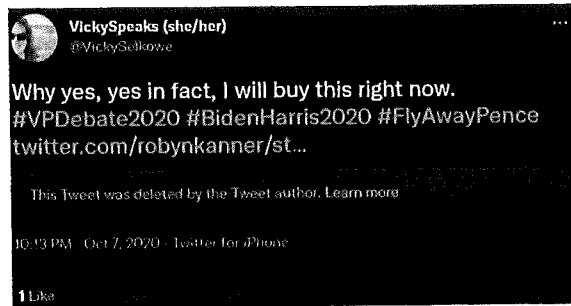 VickySpeaks (she/her)
@VickySelkowe
Why yes, yes in fact, I will buy this right now.
#VPDebate2020 #BidenHarris2020 #FlyAwayPence
twitter.com/robynkanner/st...
This Tweet was deleted by the Tweet author. Learn more
10:13 PM · Oct 7, 2020 · Twitter for iPhone
1 Like